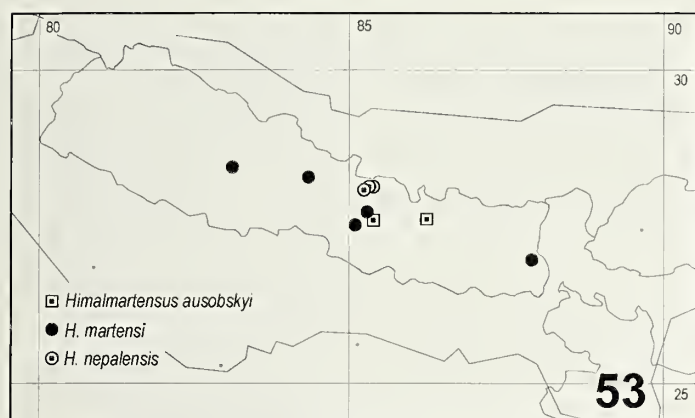 80 85 90
30
Himalmartensus ausobskyi
H. martensi
H. nepalensis
53
25